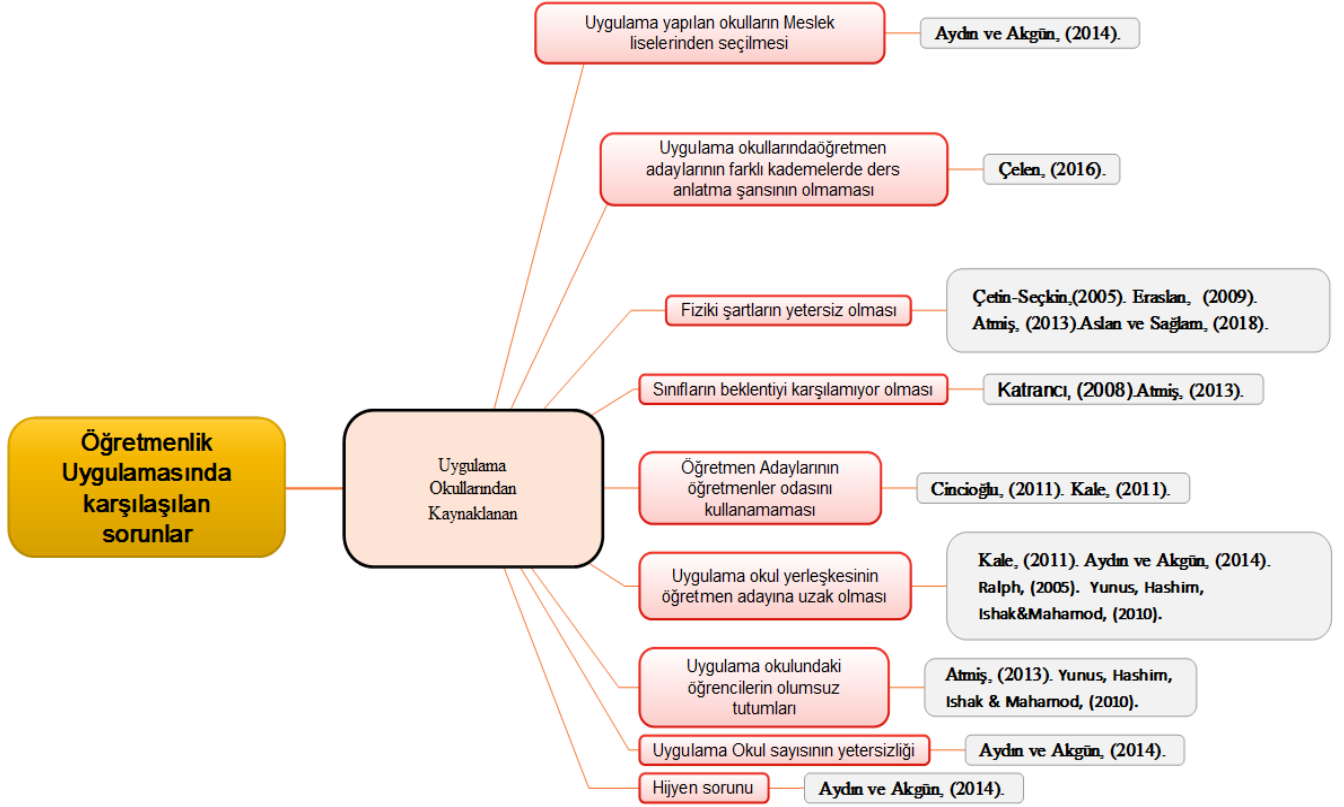 Uygulama yapılan okulların Meslek
liselerinden seçilmesi
Aydın ve Akgün, (2014).
Uygulama okullarındaöğretmen
adaylarının farklı kademelerde ders
anlatma şansının olmaması
Çelen, (2016).
Fiziki şartların yetersiz olması
Çetin-Seçkin,(2005). Eraslan, (2009).
Atmiş, (2013).Aslan ve Sağlam, (2018).
Sınıfların beklentiyi karşılamıyor olması
Katrancı, (2008).Atmiş, (2013).
Öğretmenlik
Uygulamasında
karşılaşılan
sorunlar
Uygulama
Okullarından
Kaynaklanan
Öğretmen Adaylarının
öğretmenler odasını
kullanamaması
Cincioğlu, (2011). Kale, (2011).
Uygulama okul yerleşkesinin
öğretmen adayına uzak olması
Kale, (2011). Aydın ve Akgün, (2014).
Ralph, (2005). Yunus, Hashim,
Ishak&Mahamod, (2010).
Uygulama okulundaki
öğrencilerin olumsuz
tutumları
Atmiş, (2013). Yunus, Hashim,
Ishak & Mahamod, (2010).
Uygulama Okul sayısının yetersizliği
Aydın ve Akgün, (2014).
Hijyen sorunu
Aydın ve Akgün, (2014).